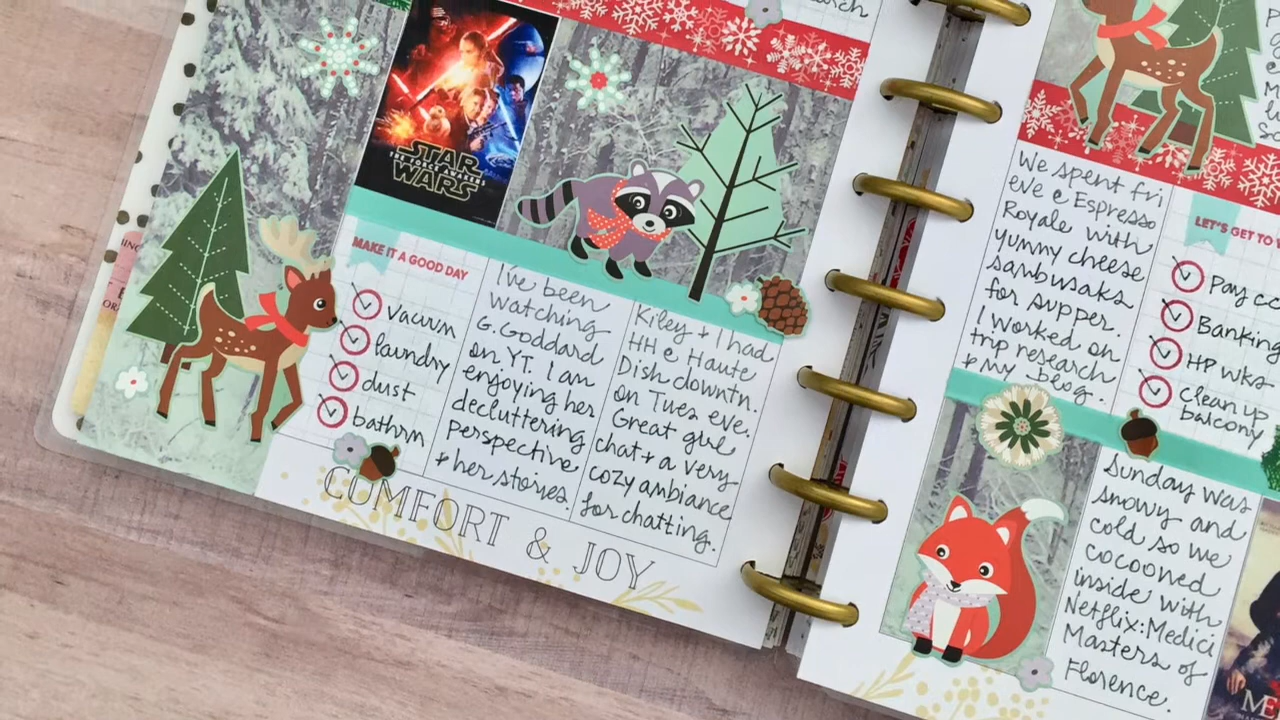 STAR
THE FORCE AWAKENS
WARS
MAKE IT A GOOD DAY
vacuum
laundry
dust
bathrm
I've been
watching
G. Goddard
on YT. I am
enjoying her
decluttering
perspective
+ her stories.
Kiley + I had
HH @ Haute
Dish downtn.
on Tues eve.
Great gurl
chat + a very
cozy ambiance
for chatting.
COMFORT & JOY
We spent fri
eve @ Espresso
Royale with
yummy cheese
sambusaks
for supper.
I worked on
trip research
+ my blog.
LET'S GET TO
Pay
Banking
HP wks
Clean up
balcony
Sunday was
snowy and
cold so we
cocooned
inside with
Netflix: Medici
Masters of
Florence.